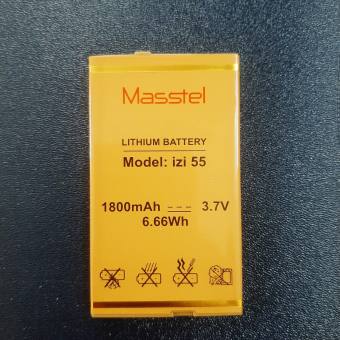 Masstel
LITHIUM BATTERY
Model: izi 55
1800mAh --- 3.7V
6.66Wh